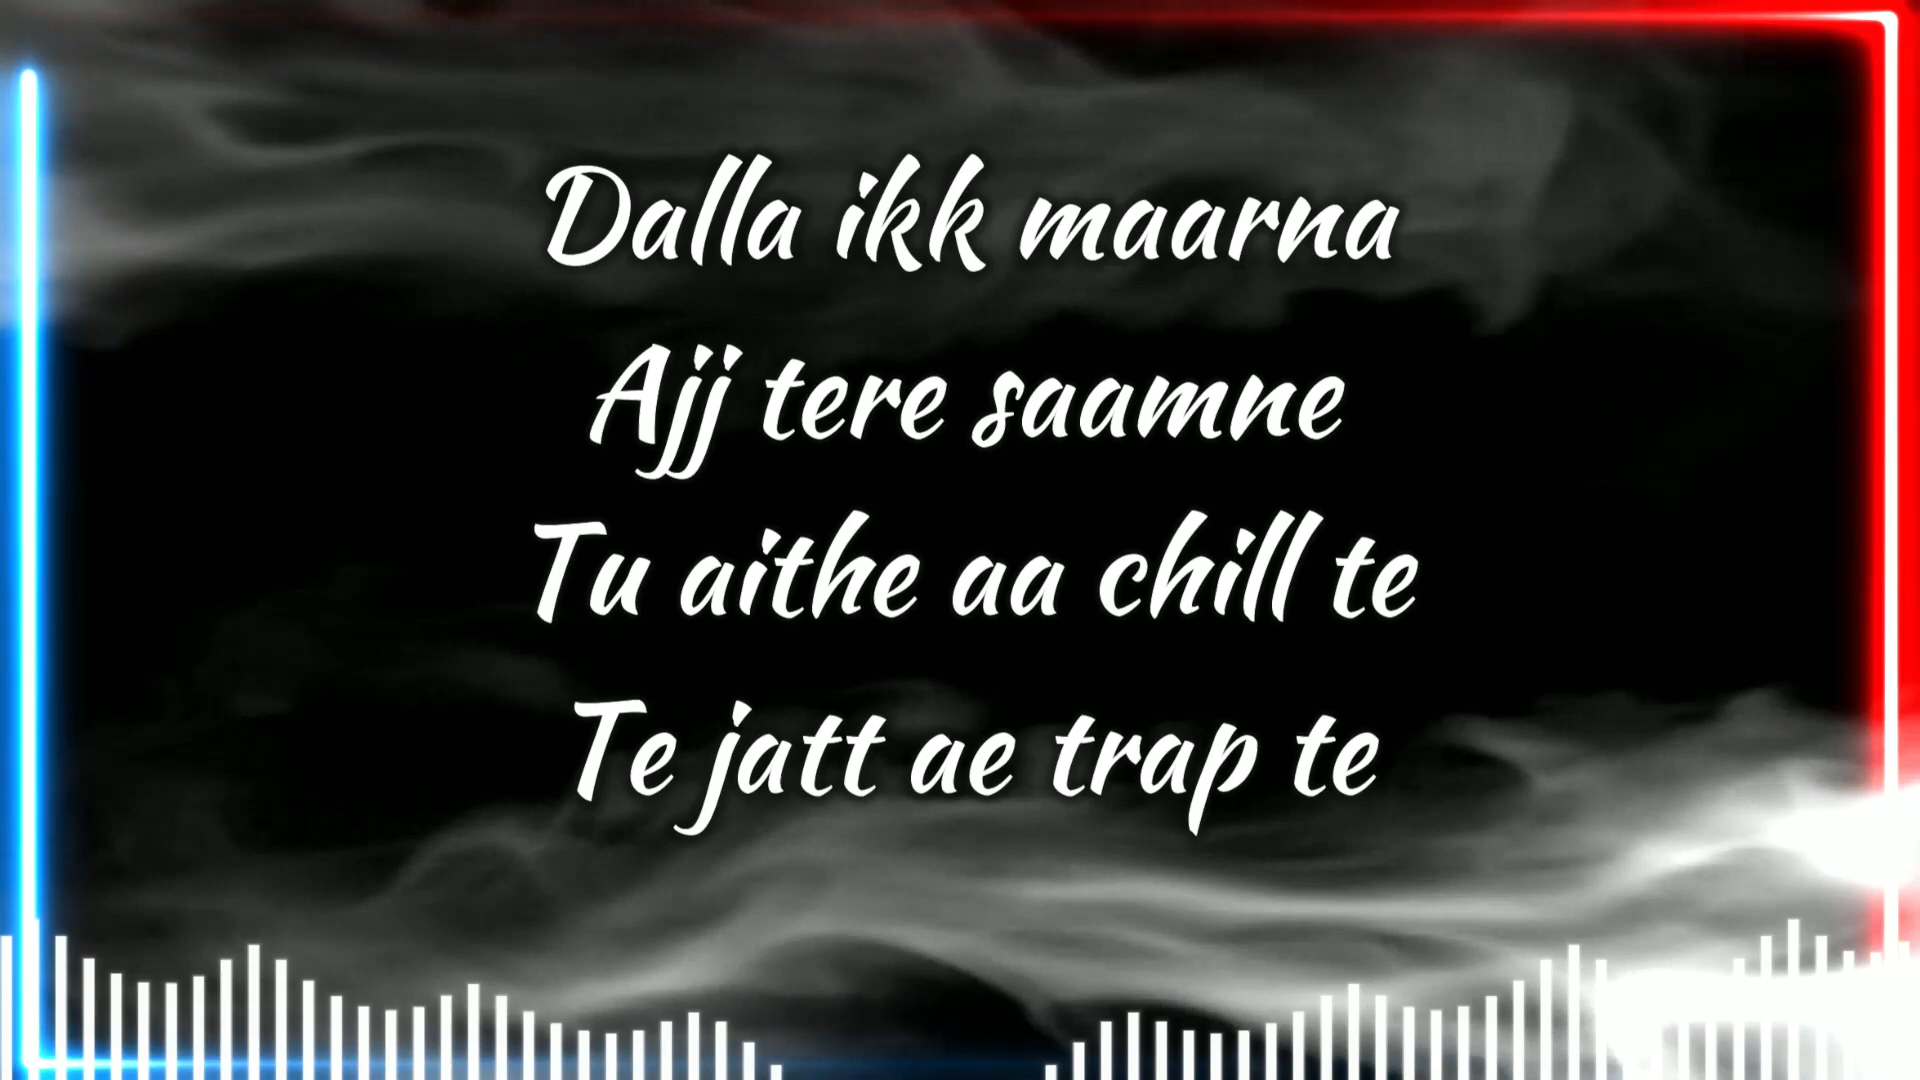 Dalla ikk maarna
Ajj tere saamne
Tu aithe aa chill te
Te jatt ae trap te